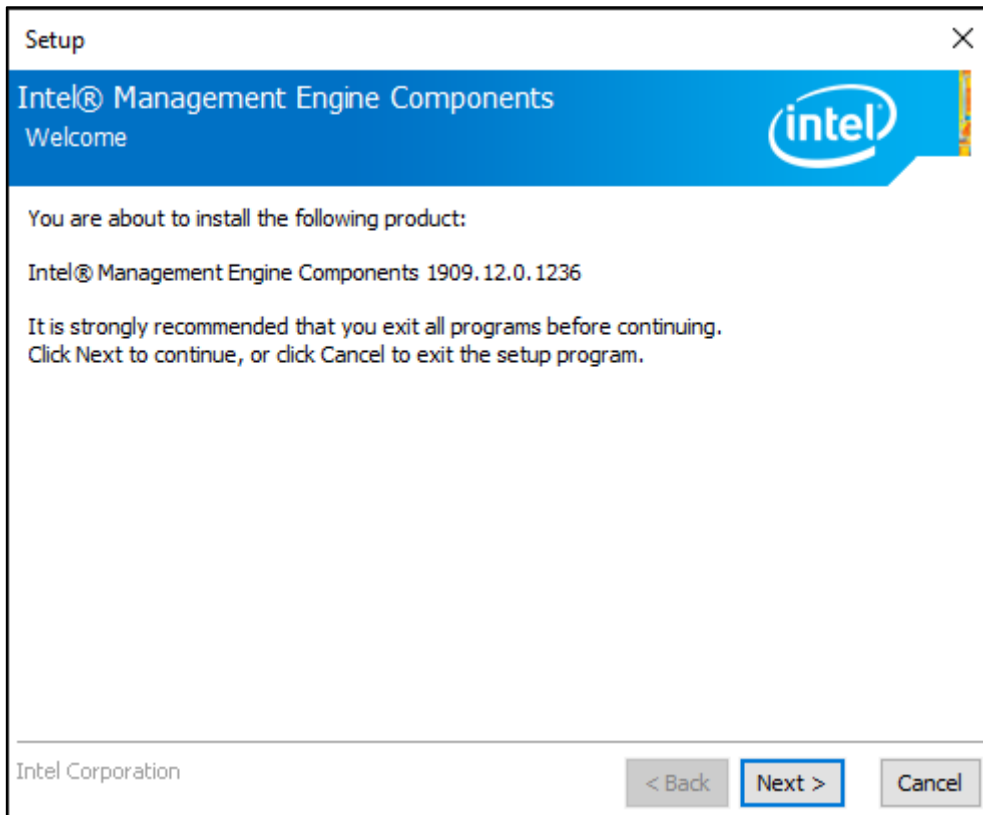 Setup
Intel® Management Engine Components
Welcome
intel
You are about to install the following product:
Intel® Management Engine Components 1909.12.0.1236
It is strongly recommended that you exit all programs before continuing.
Click Next to continue, or click Cancel to exit the setup program.
Intel Corporation
< Back Next > Cancel